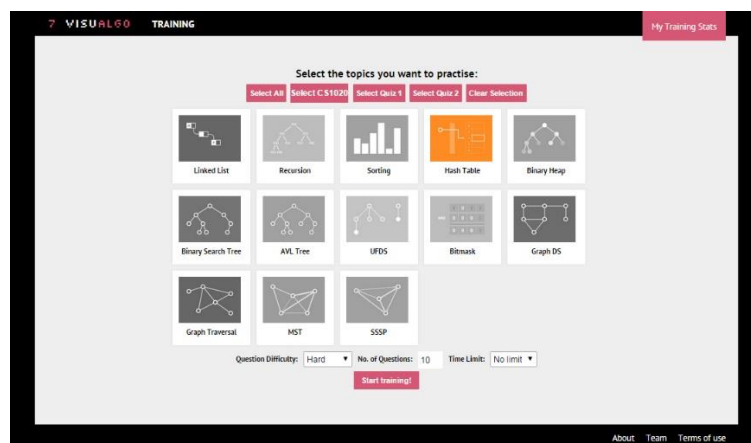 7 VISUALGO TRAINING My Training Stats
Select the topics you want to practise:
Select All Select CS1020 Select Quiz 1 Select Quiz 2 Clear Selection
Linked List Recursion Sorting Hash Table Binary Heap
Binary Search Tree AVL Tree UFDS Bitmask Graph DS
Graph Traversal MST SSSP
Question Difficulty: Hard No. of Questions: 10 Time Limit: No limit
Start training!
About Team Terms of use